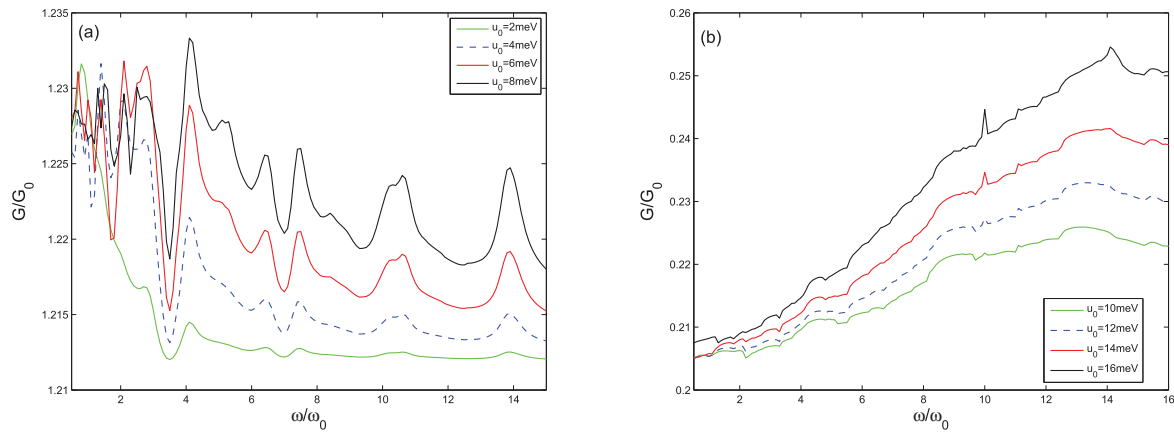 (a)
u0=2meV
u0=4meV
u0=6meV
u0=8meV
1.235
1.23
1.225
1.22
1.215
1.21
G/G0
2 4 6 8 10 12 14
ω/ω0
(b)
0.26
0.25
0.24
0.23
0.22
0.21
0.2
G/G0
u0=10meV
u0=12meV
u0=14meV
u0=16meV
2 4 6 8 10 12 14 16
ω/ω0